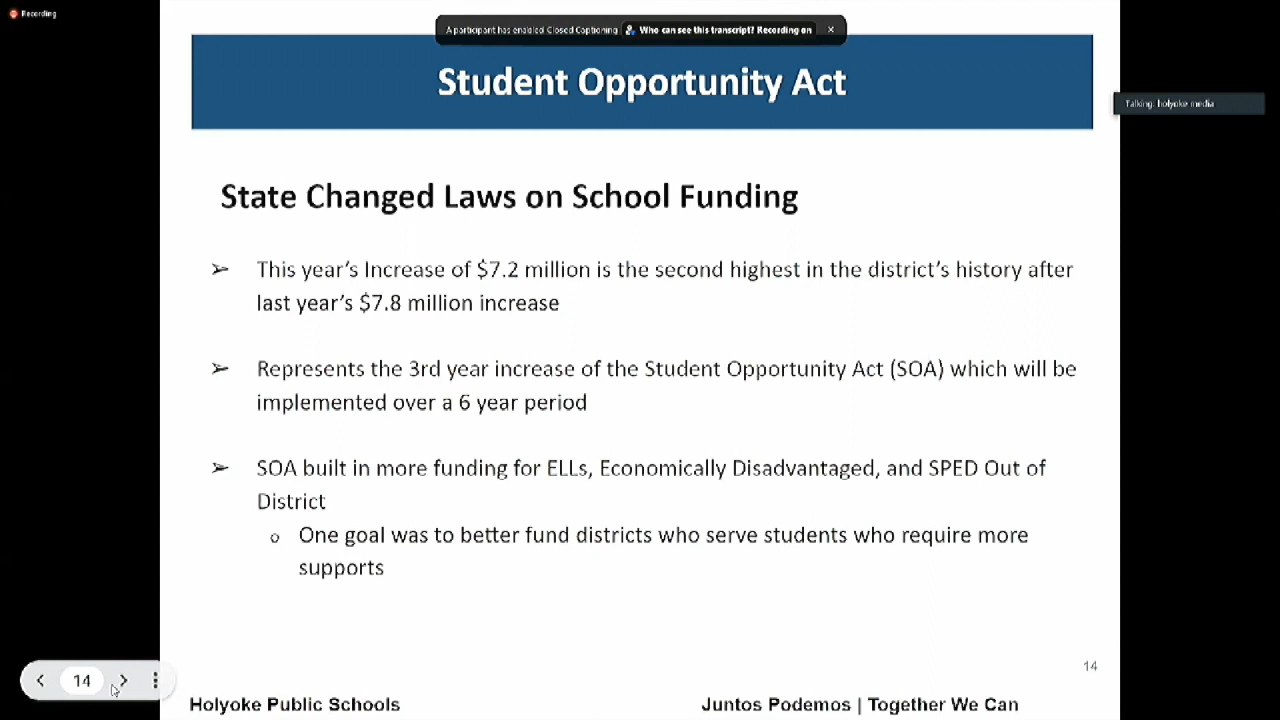 Recording
A participant has enabled Closed Captioning Who can see this transcript? Recording on
Student Opportunity Act
Talking: holyoke media
State Changed Laws on School Funding
➢ This year’s Increase of $7.2 million is the second highest in the district’s history after
last year’s $7.8 million increase
➢ Represents the 3rd year increase of the Student Opportunity Act (SOA) which will be
implemented over a 6 year period
➢ SOA built in more funding for ELLs, Economically Disadvantaged, and SPED Out of
District
○ One goal was to better fund districts who serve students who require more
supports
14
14
Holyoke Public Schools
Juntos Podemos | Together We Can